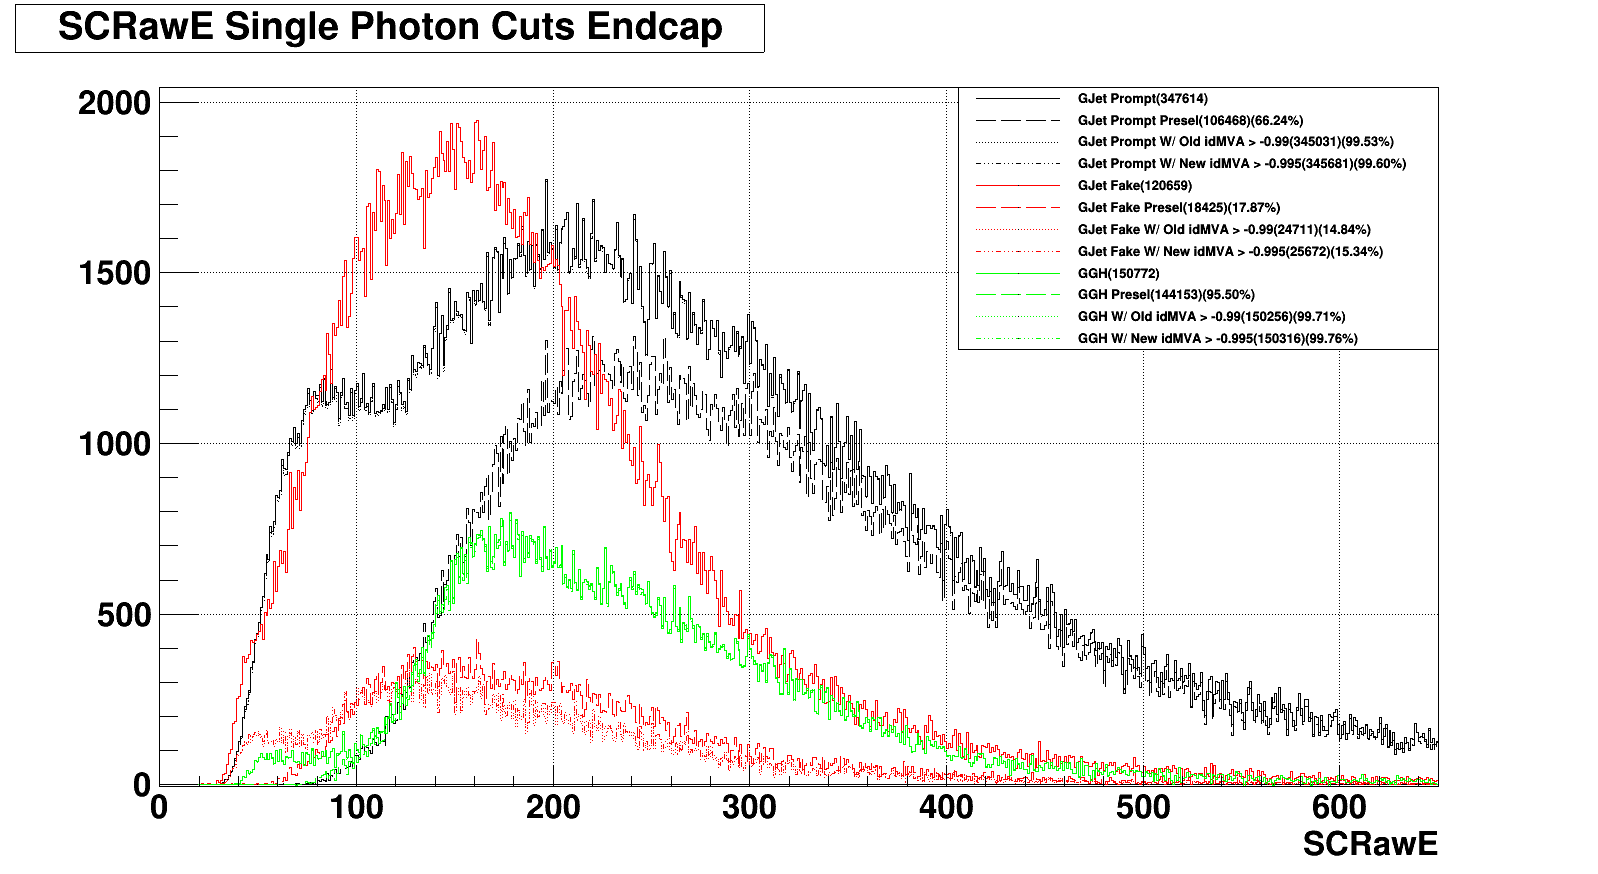 SCRawE Single Photon Cuts Endcap
2000
1500
1000
500
0
GJet Prompt(347614)
GJet Prompt Presel(106468)(66.24%)
GJet Prompt W/ Old idMVA > -0.99(345031)(99.53%)
GJet Prompt W/ New idMVA > -0.995(345681)(99.60%)
GJet Fake(120659)
GJet Fake Presel(18425)(17.87%)
GJet Fake W/ Old idMVA > -0.99(24711)(14.84%)
GJet Fake W/ New idMVA > -0.995(25672)(15.34%)
GGH(150772)
GGH Presel(144153)(95.50%)
GGH W/ Old idMVA > -0.99(150256)(99.71%)
GGH W/ New idMVA > -0.995(150316)(99.76%)
0 100 200 300 400 500 600
SCRawE